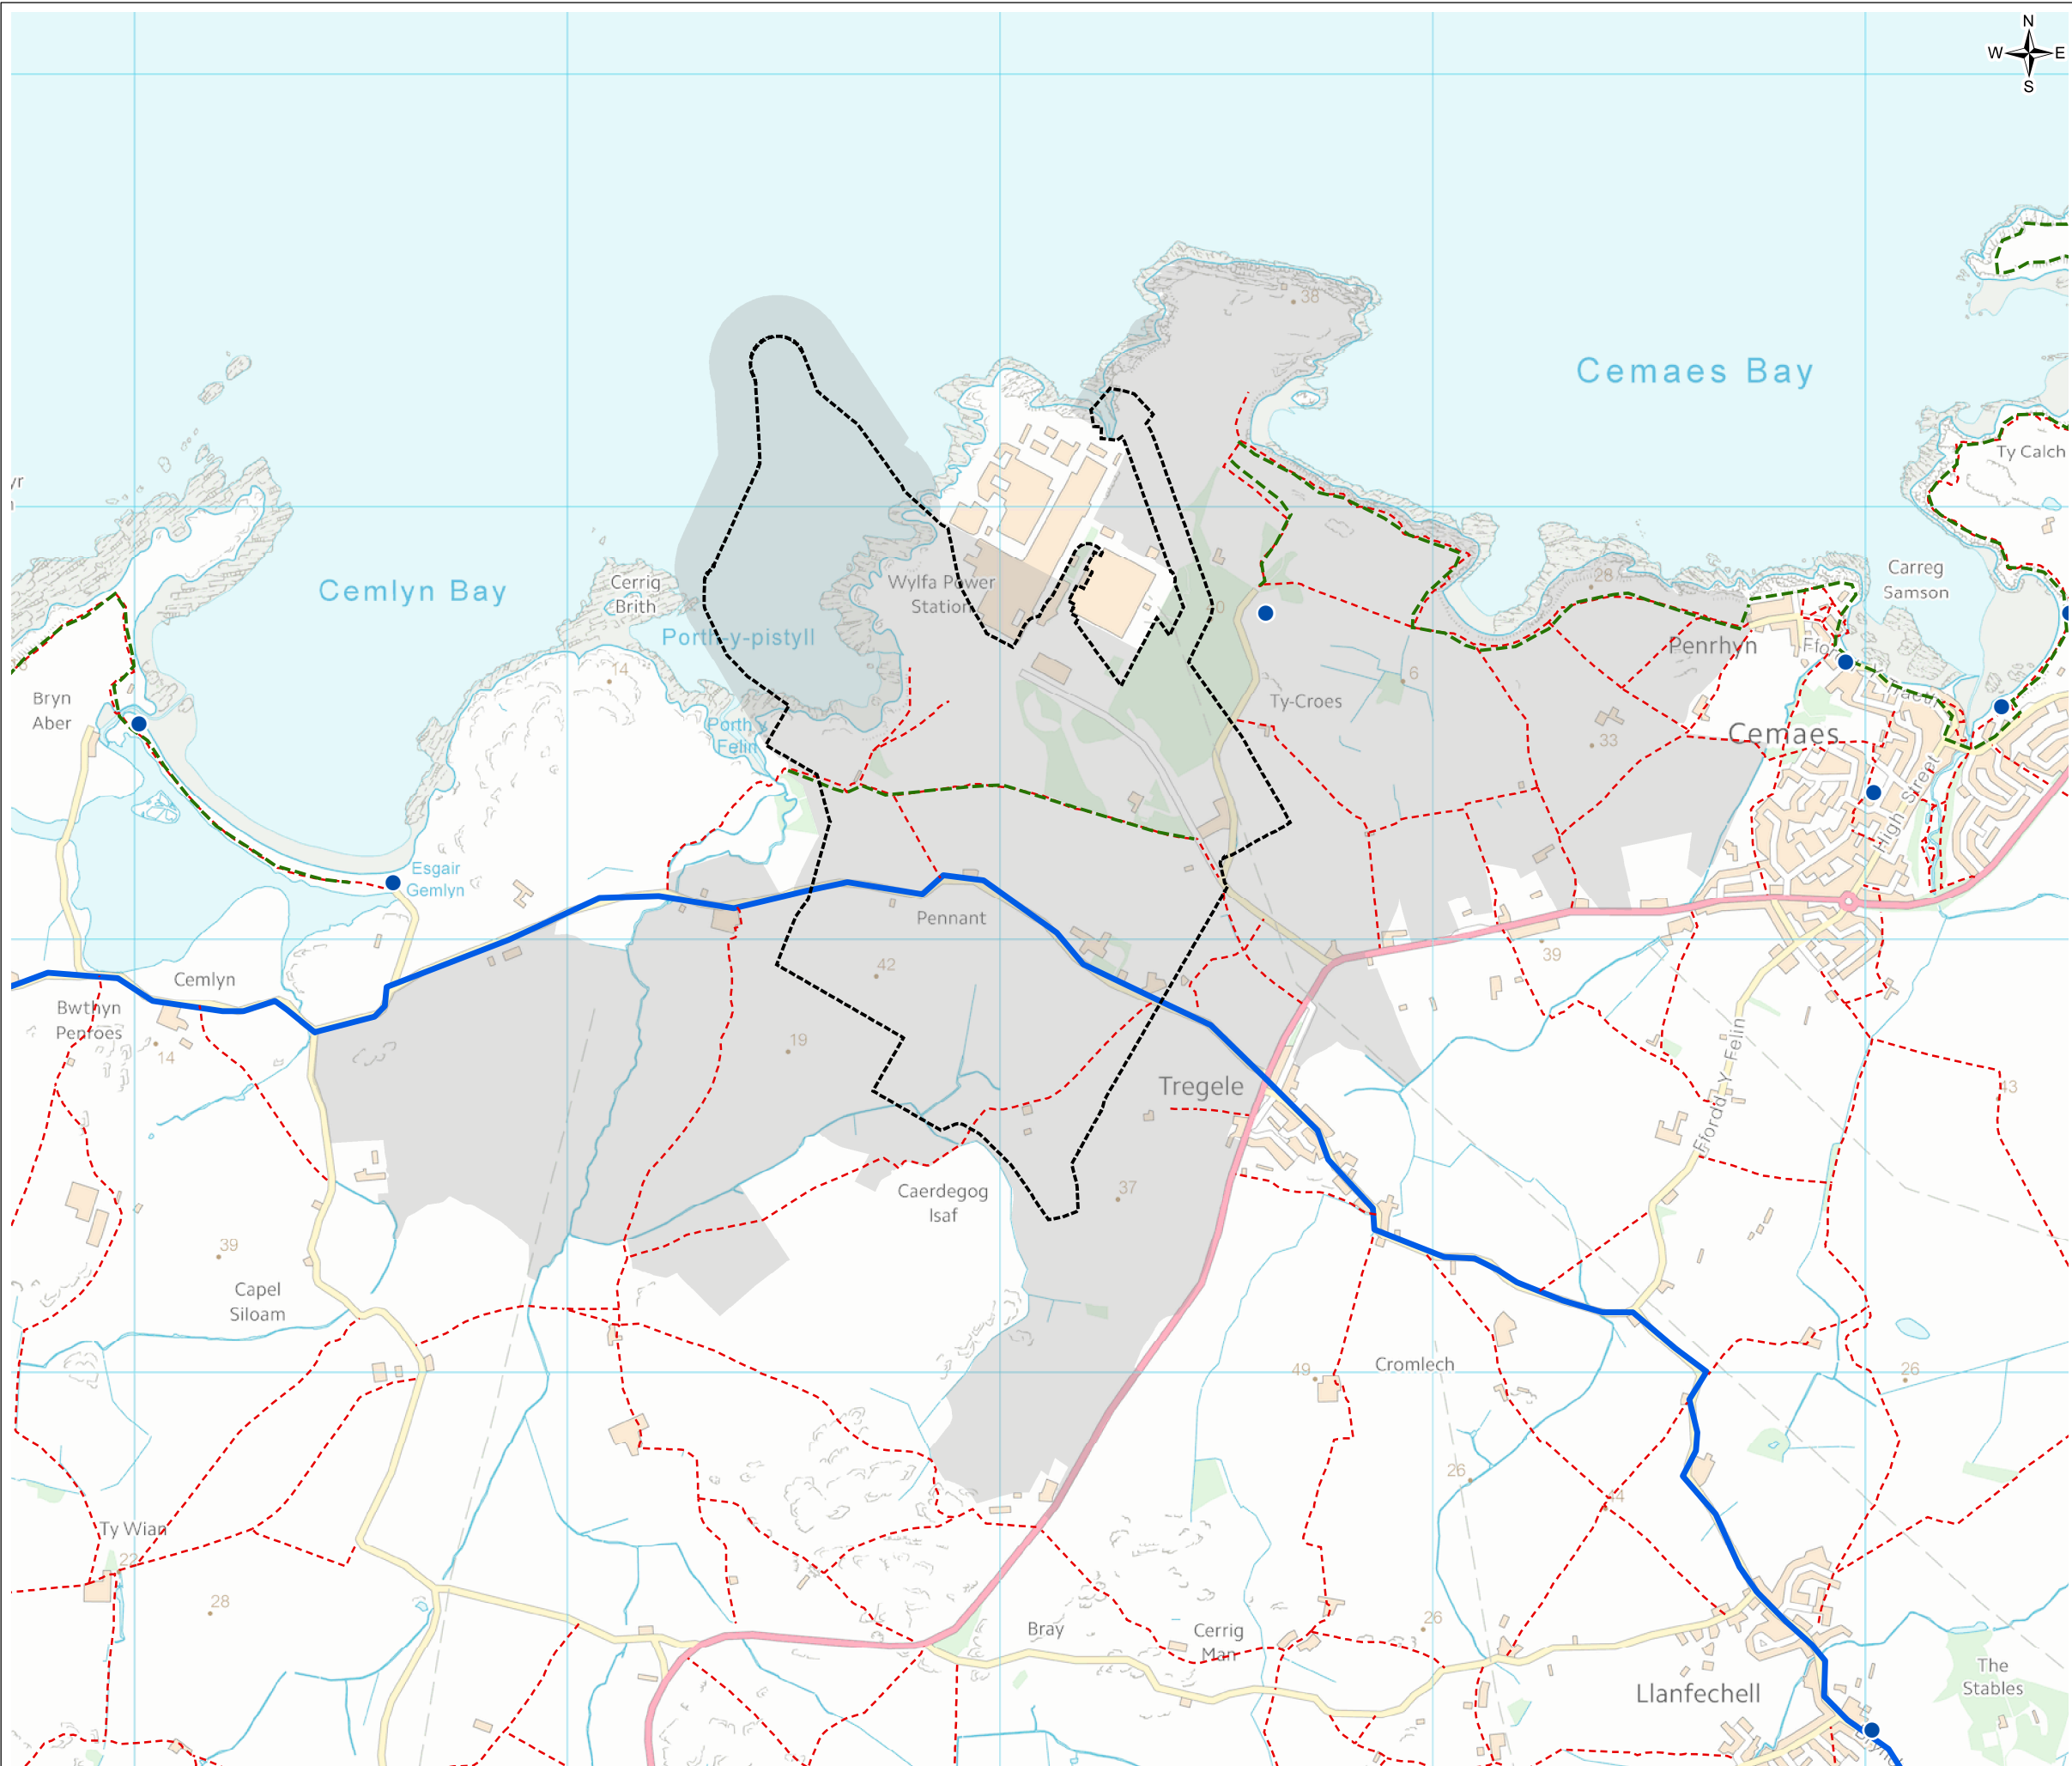 N
W E
S
38
Cemaes Bay
Ty Calch
yr
Cemlyn Bay
Cerrig
Brith
Wylfa Power
Station
Carreg
Samson
28
Porth-y-pistyll
Penrhyn
Bryn
Aber
14
Ty-Croes
6
Porth y
Felin
33
Cemaes
High Street
Esgair
Gemlyn
Pennant
42
39
Cemlyn
Bwthyn
Penfoes
14
19
Tregele
Ffordd Y Felin
43
Caerdegog
Isaf
37
39
Capel
Siloam
49
Cromlech
26
26
44
Ty Wian
22
28
Bray
Cerrig
Man
26
The
Stables
Llanfechell